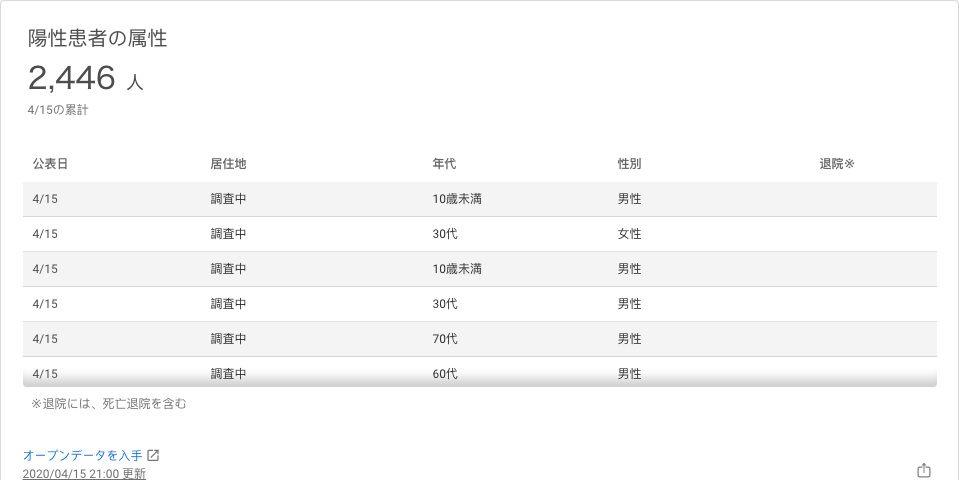 陽性患者の属性
2,446 人
4/15の累計
公表日 居住地 年代 性別 退院※
4/15 調査中 10歳未満 男性
4/15 調査中 30代 女性
4/15 調査中 10歳未満 男性
4/15 調査中 30代 男性
4/15 調査中 70代 男性
4/15 調査中 60代 男性
※退院には、死亡退院を含む
オープンデータを入手
2020/04/15 21:00 更新